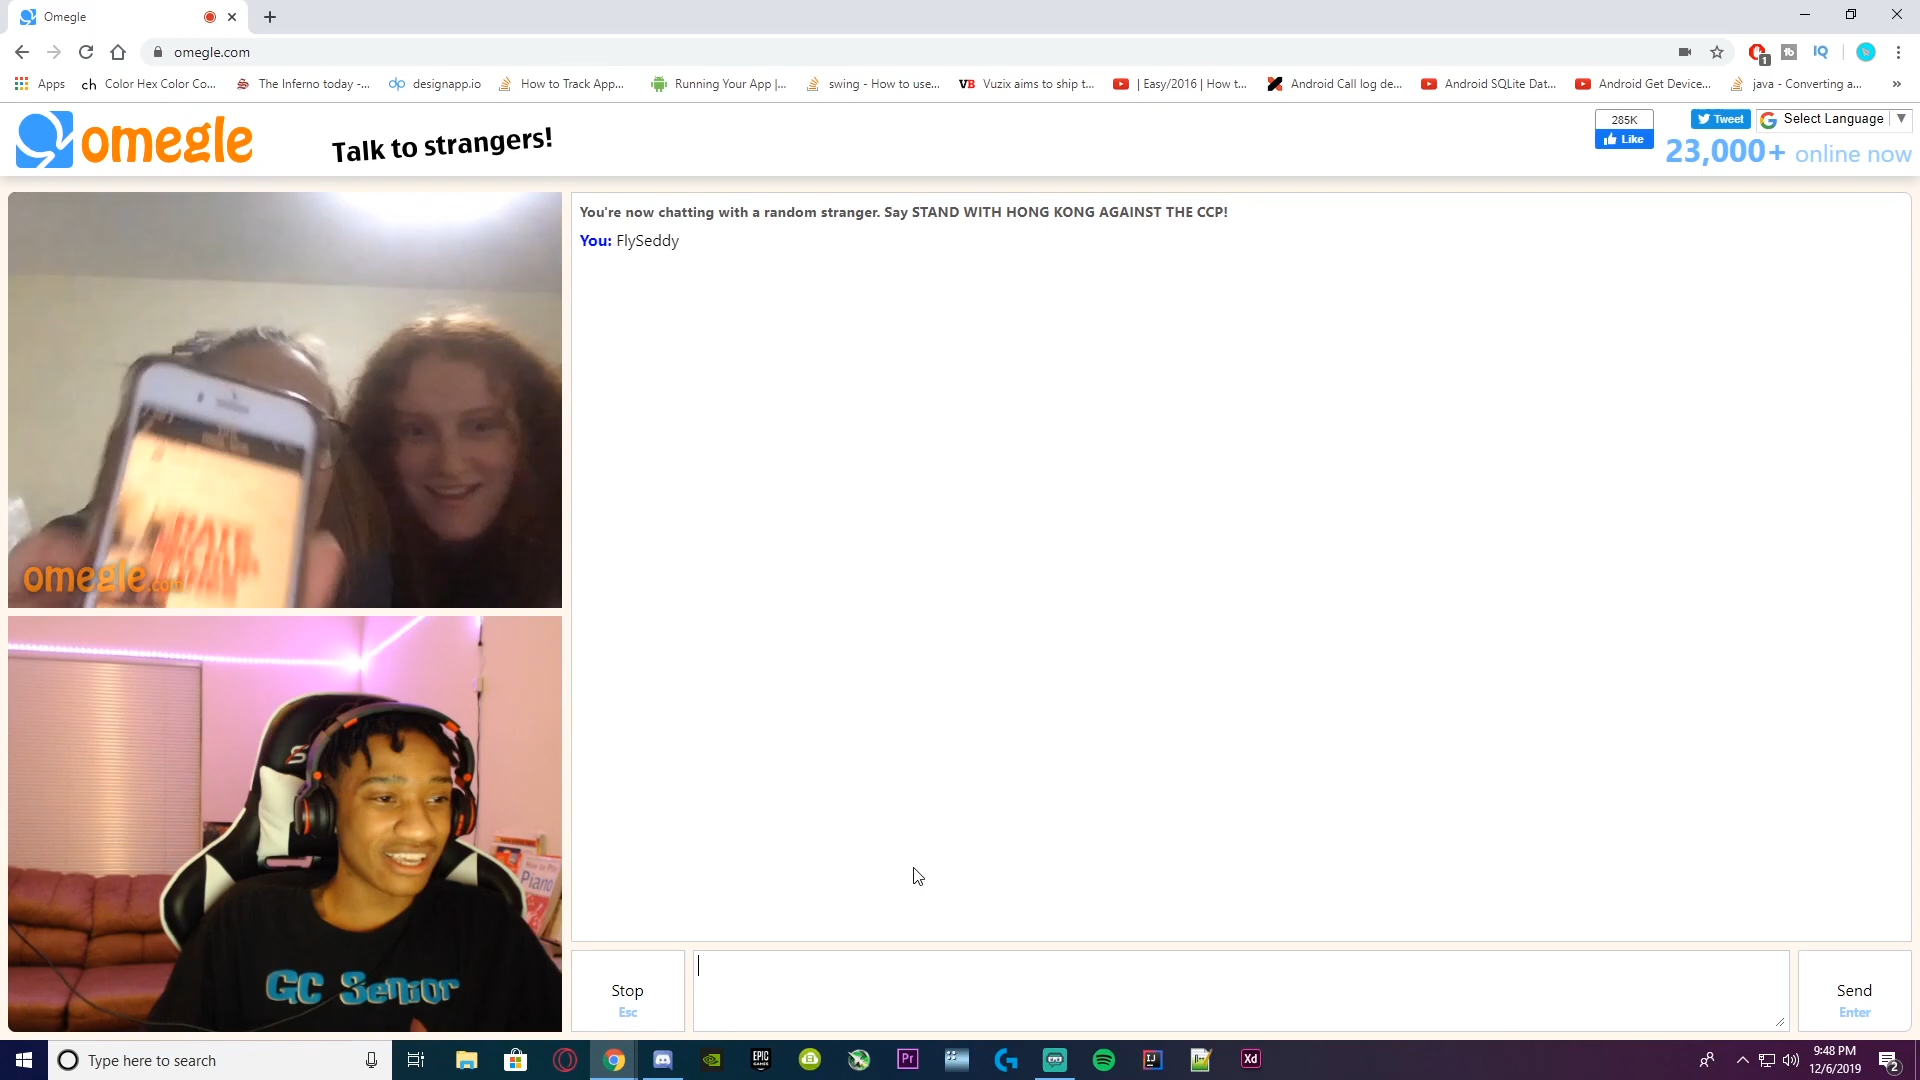 Omegle
omegle.com
Apps
Color Hex Color Co...
The Inferno today -...
designapp.io
How to Track App...
Running Your App |...
swing - How to use...
Vuzix aims to ship t...
| Easy/2016 | How t...
Android Call log de...
Android SQLite Dat...
Android Get Device...
java - Converting a...
omegle
Talk to strangers!
285K
Like
Tweet
Select Language
23,000+ online now
You're now chatting with a random stranger. Say STAND WITH HONG KONG AGAINST THE CCP!
You: FlySeddy
omegle.com
Piano
GC Senior
Stop
Esc
Send
Enter
Type here to search
9:48 PM
12/6/2019